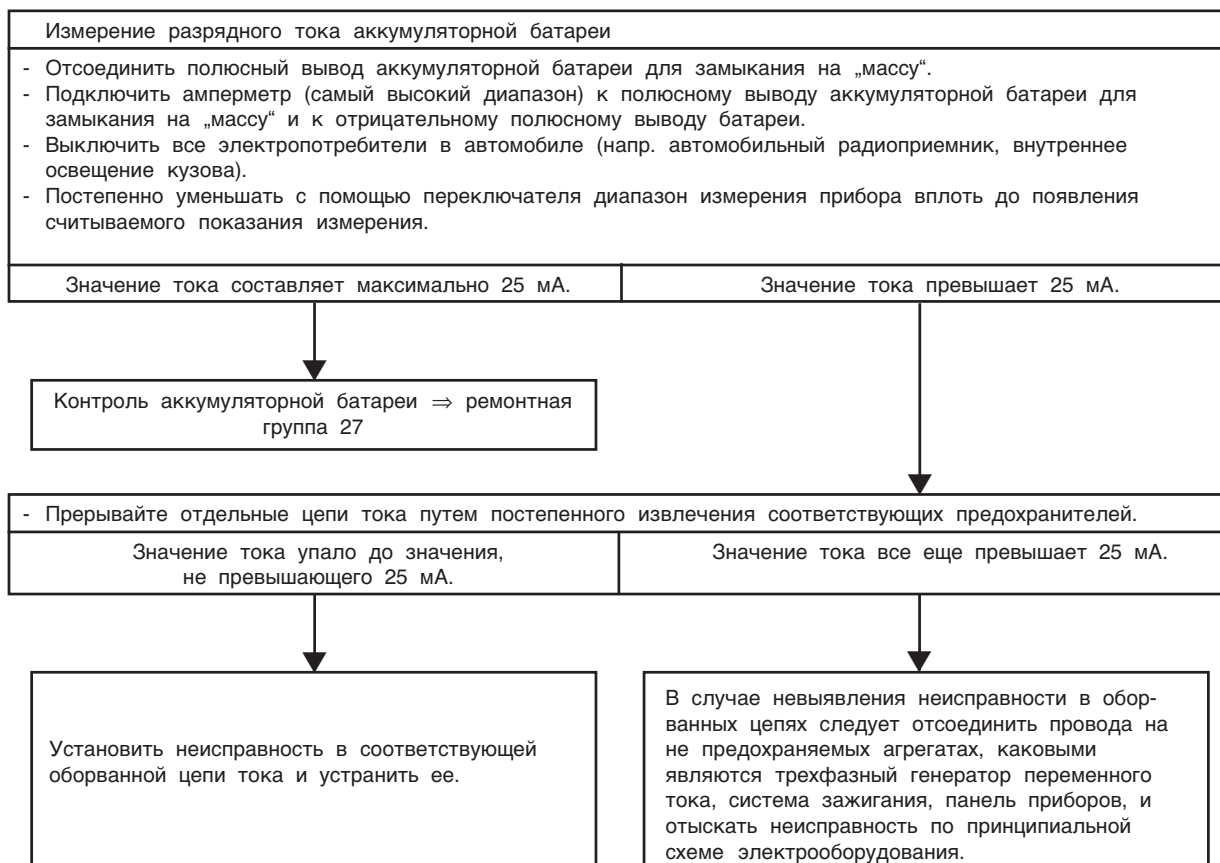 Измерение разрядного тока аккумуляторной батареи
- Отсоединить полюсный вывод аккумуляторной батареи для замыкания на „массу“.
- Подключить амперметр (самый высокий диапазон) к полюсному выводу аккумуляторной батареи для
замыкания на „массу“ и к отрицательному полюсному выводу батареи.
- Выключить все электропотребители в автомобиле (напр. автомобильный радиоприемник, внутреннее
освещение кузова).
- Постепенно уменьшать с помощью переключателя диапазон измерения прибора вплоть до появления
считываемого показания измерения.
Значение тока составляет максимально 25 мА.
Значение тока превышает 25 мА.
Контроль аккумуляторной батареи ⇒ ремонтная
группа 27
- Прерывайте отдельные цепи тока путем постепенного извлечения соответствующих предохранителей.
Значение тока упало до значения,
не превышающего 25 мА.
Значение тока все еще превышает 25 мА.
Установить неисправность в соответствующей
оборванной цепи тока и устранить ее.
В случае невыявления неисправности в обор-
ванных цепях следует отсоединить провода на
не предохраняемых агрегатах, каковыми
являются трехфазный генератор переменного
тока, система зажигания, панель приборов, и
отыскать неисправность по принципиальной
схеме электрооборудования.